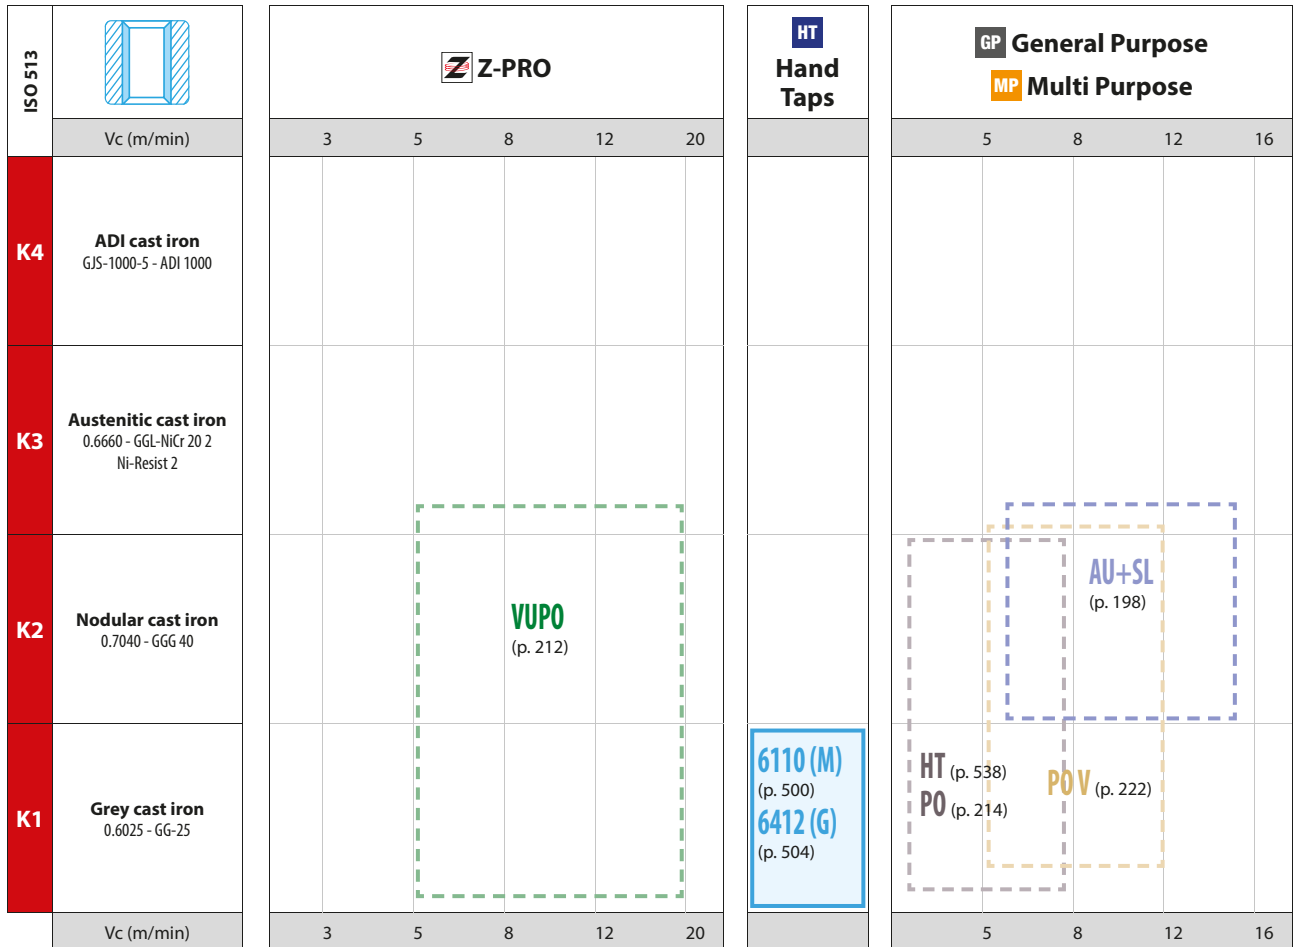 ISO 513
Z-PRO
HT
Hand
Taps
GP General Purpose
MP Multi Purpose
Vc (m/min)
3 5 8 12 20
5 8 12 16
K4
ADI cast iron
GJS-1000-5 - ADI 1000
K3
Austenitic cast iron
0.6660 - GGL-NiCr 20 2
Ni-Resist 2
K2
Nodular cast iron
0.7040 - GGG 40
VUPO
(p. 212)
AU+SL
(p. 198)
K1
Grey cast iron
0.6025 - GG-25
6110 (M)
(p. 500)
6412 (G)
(p. 504)
HT (p. 538)
PO (p. 214)
PO V (p. 222)
Vc (m/min)
3 5 8 12 20
5 8 12 16